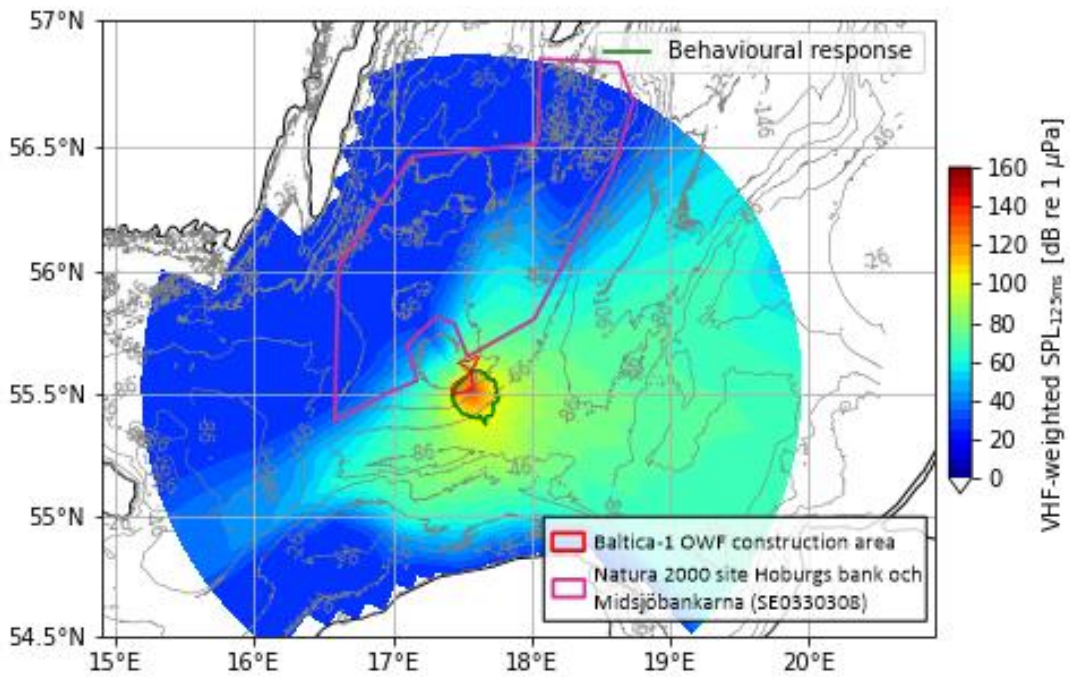 57°N
56.5°N
56°N
55.5°N
55°N
54.5°N
15°E
16°E
17°E
18°E
19°E
20°E
Behavioural response
Baltica-1 OWF construction area
Natura 2000 site Hoburgs bank och
Midsjöbankarna (SE0330308)
160
140
120
100
80
60
40
20
0
VHF-weighted SPL125ms [dB re 1 μPa]